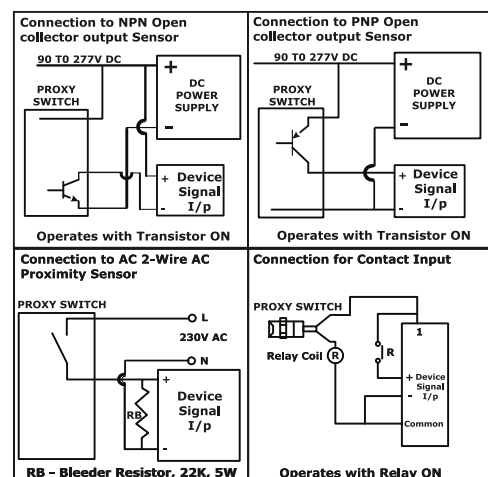 Connection to NPN Open
collector output Sensor
90 T0 277V DC
PROXY
SWITCH
+
-
DC
POWER
SUPPLY
+
-
Device
Signal
I/p
Operates with Transistor ON
Connection to PNP Open
collector output Sensor
90 T0 277V DC
PROXY
SWITCH
+
-
DC
POWER
SUPPLY
+
-
Device
Signal
I/p
Operates with Transistor ON
Connection to AC 2-Wire AC
Proximity Sensor
PROXY SWITCH
L
230V AC
N
RB
+
-
Device
Signal
I/p
RB – Bleeder Resistor, 22K, 5W
Connection for Contact Input
PROXY SWITCH
Relay Coil
R
R
1
+ Device
Signal
- I/p
Common
Operates with Relay ON